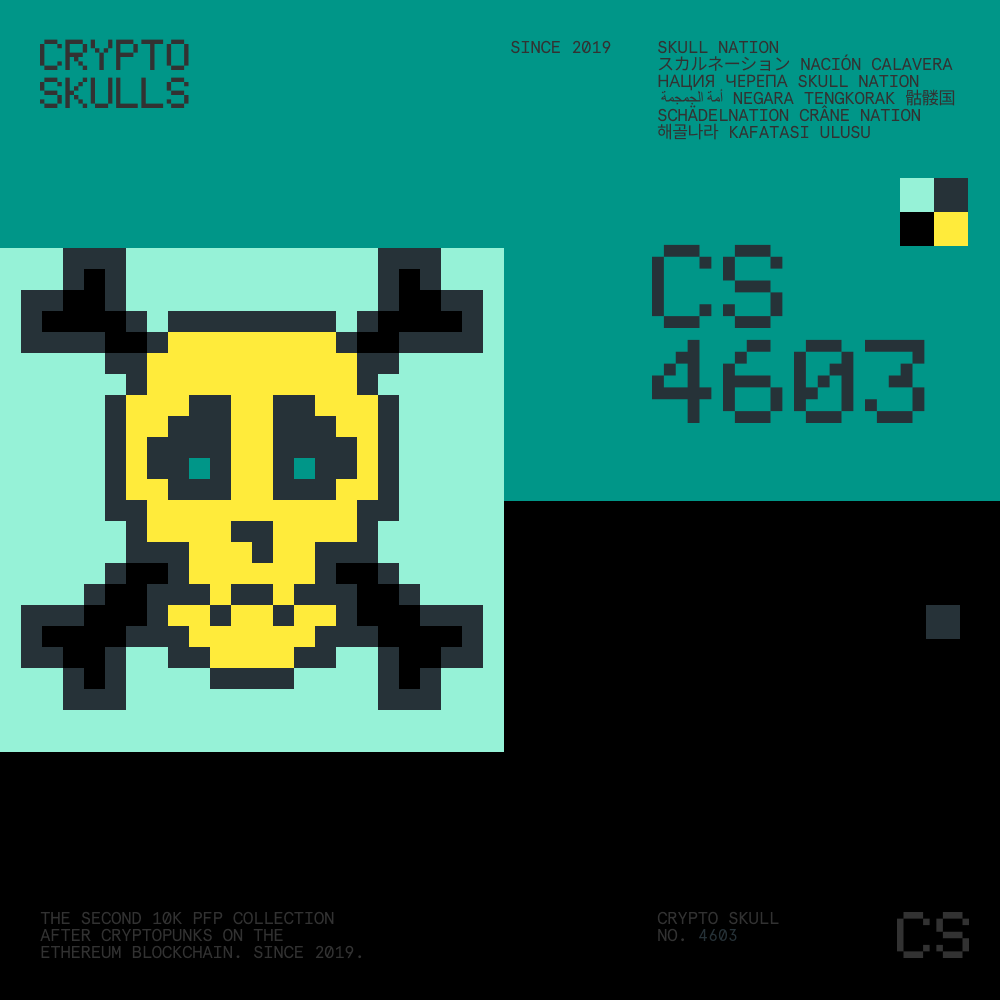 CRYPTO
SKULLS
SINCE 2019
SKULL NATION
スカルネーション NACIÓN CALAVERA
НАЦИЯ ЧЕРЕПА SKULL NATION
أمة الجمجمة NEGARA TENGKORAK 骷髅国
SCHÄDELNATION CRÂNE NATION
해골나라 KAFATASI ULUSU
CS
4603
THE SECOND 10K PFP COLLECTION
AFTER CRYPTOPUNKS ON THE
ETHEREUM BLOCKCHAIN. SINCE 2019.
CRYPTO SKULL
NO. 4603
CS